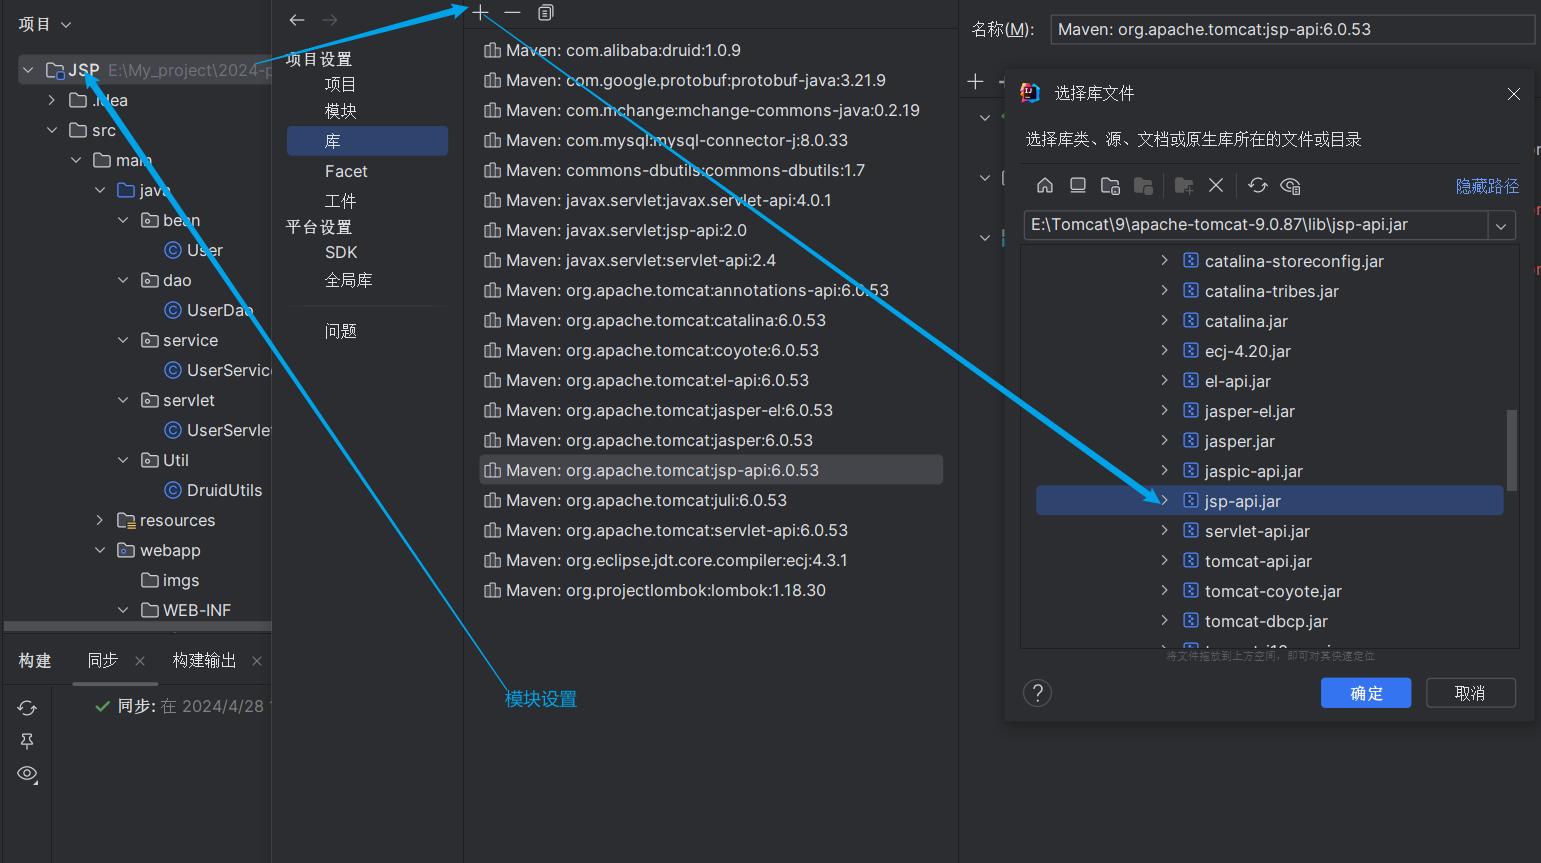 项目
JSP E:\My_project\2024-p
.idea
src
main
java
bean
User
dao
UserDao
service
UserServic
servlet
UserServlet
Util
DruidUtils
resources
webapp
imgs
WEB-INF
构建
同步
构建输出
同步: 在 2024/4/28
项目设置
项目
模块
库
Facet
工件
平台设置
SDK
全局库
问题
Maven: com.alibaba:druid:1.0.9
Maven: com.google.protobuf:protobuf-java:3.21.9
Maven: com.mchange:mchange-commons-java:0.2.19
Maven: com.mysql:mysql-connector-j:8.0.33
Maven: commons-dbutils:commons-dbutils:1.7
Maven: javax.servlet:javax.servlet-api:4.0.1
Maven: javax.servlet:jsp-api:2.0
Maven: javax.servlet:servlet-api:2.4
Maven: org.apache.tomcat:annotations-api:6.0.53
Maven: org.apache.tomcat:catalina:6.0.53
Maven: org.apache.tomcat:coyote:6.0.53
Maven: org.apache.tomcat:el-api:6.0.53
Maven: org.apache.tomcat:jasper-el:6.0.53
Maven: org.apache.tomcat:jasper:6.0.53
Maven: org.apache.tomcat:jsp-api:6.0.53
Maven: org.apache.tomcat:juli:6.0.53
Maven: org.apache.tomcat:servlet-api:6.0.53
Maven: org.eclipse.jdt.core.compiler:ecj:4.3.1
Maven: org.projectlombok:lombok:1.18.30
模块设置
名称(M): Maven: org.apache.tomcat:jsp-api:6.0.53
选择库文件
选择库类、源、文档或原生库所在的文件或目录
隐藏路径
E:\Tomcat\9\apache-tomcat-9.0.87\lib\jsp-api.jar
catalina-storeconfig.jar
catalina-tribes.jar
catalina.jar
ecj-4.20.jar
el-api.jar
jasper-el.jar
jasper.jar
jaspic-api.jar
jsp-api.jar
servlet-api.jar
tomcat-api.jar
tomcat-coyote.jar
tomcat-dbcp.jar
将文件拖放到上方空间，即可对其快速定位
?
确定
取消